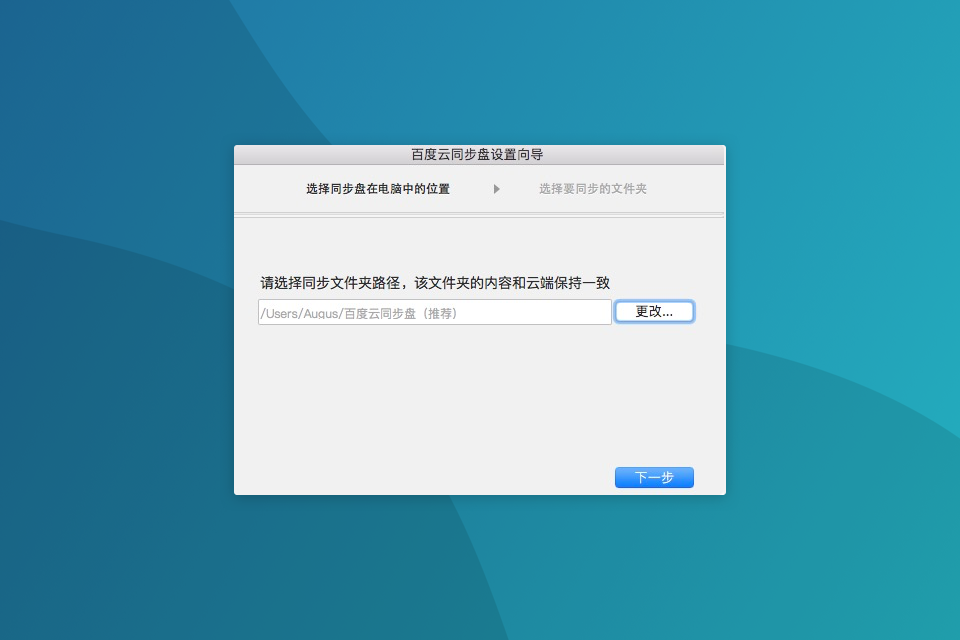 百度云同步盘设置向导
选择同步盘在电脑中的位置
选择要同步的文件夹
请选择同步文件夹路径，该文件夹的内容和云端保持一致
/Users/Augus/百度云同步盘（推荐）
更改...
下一步